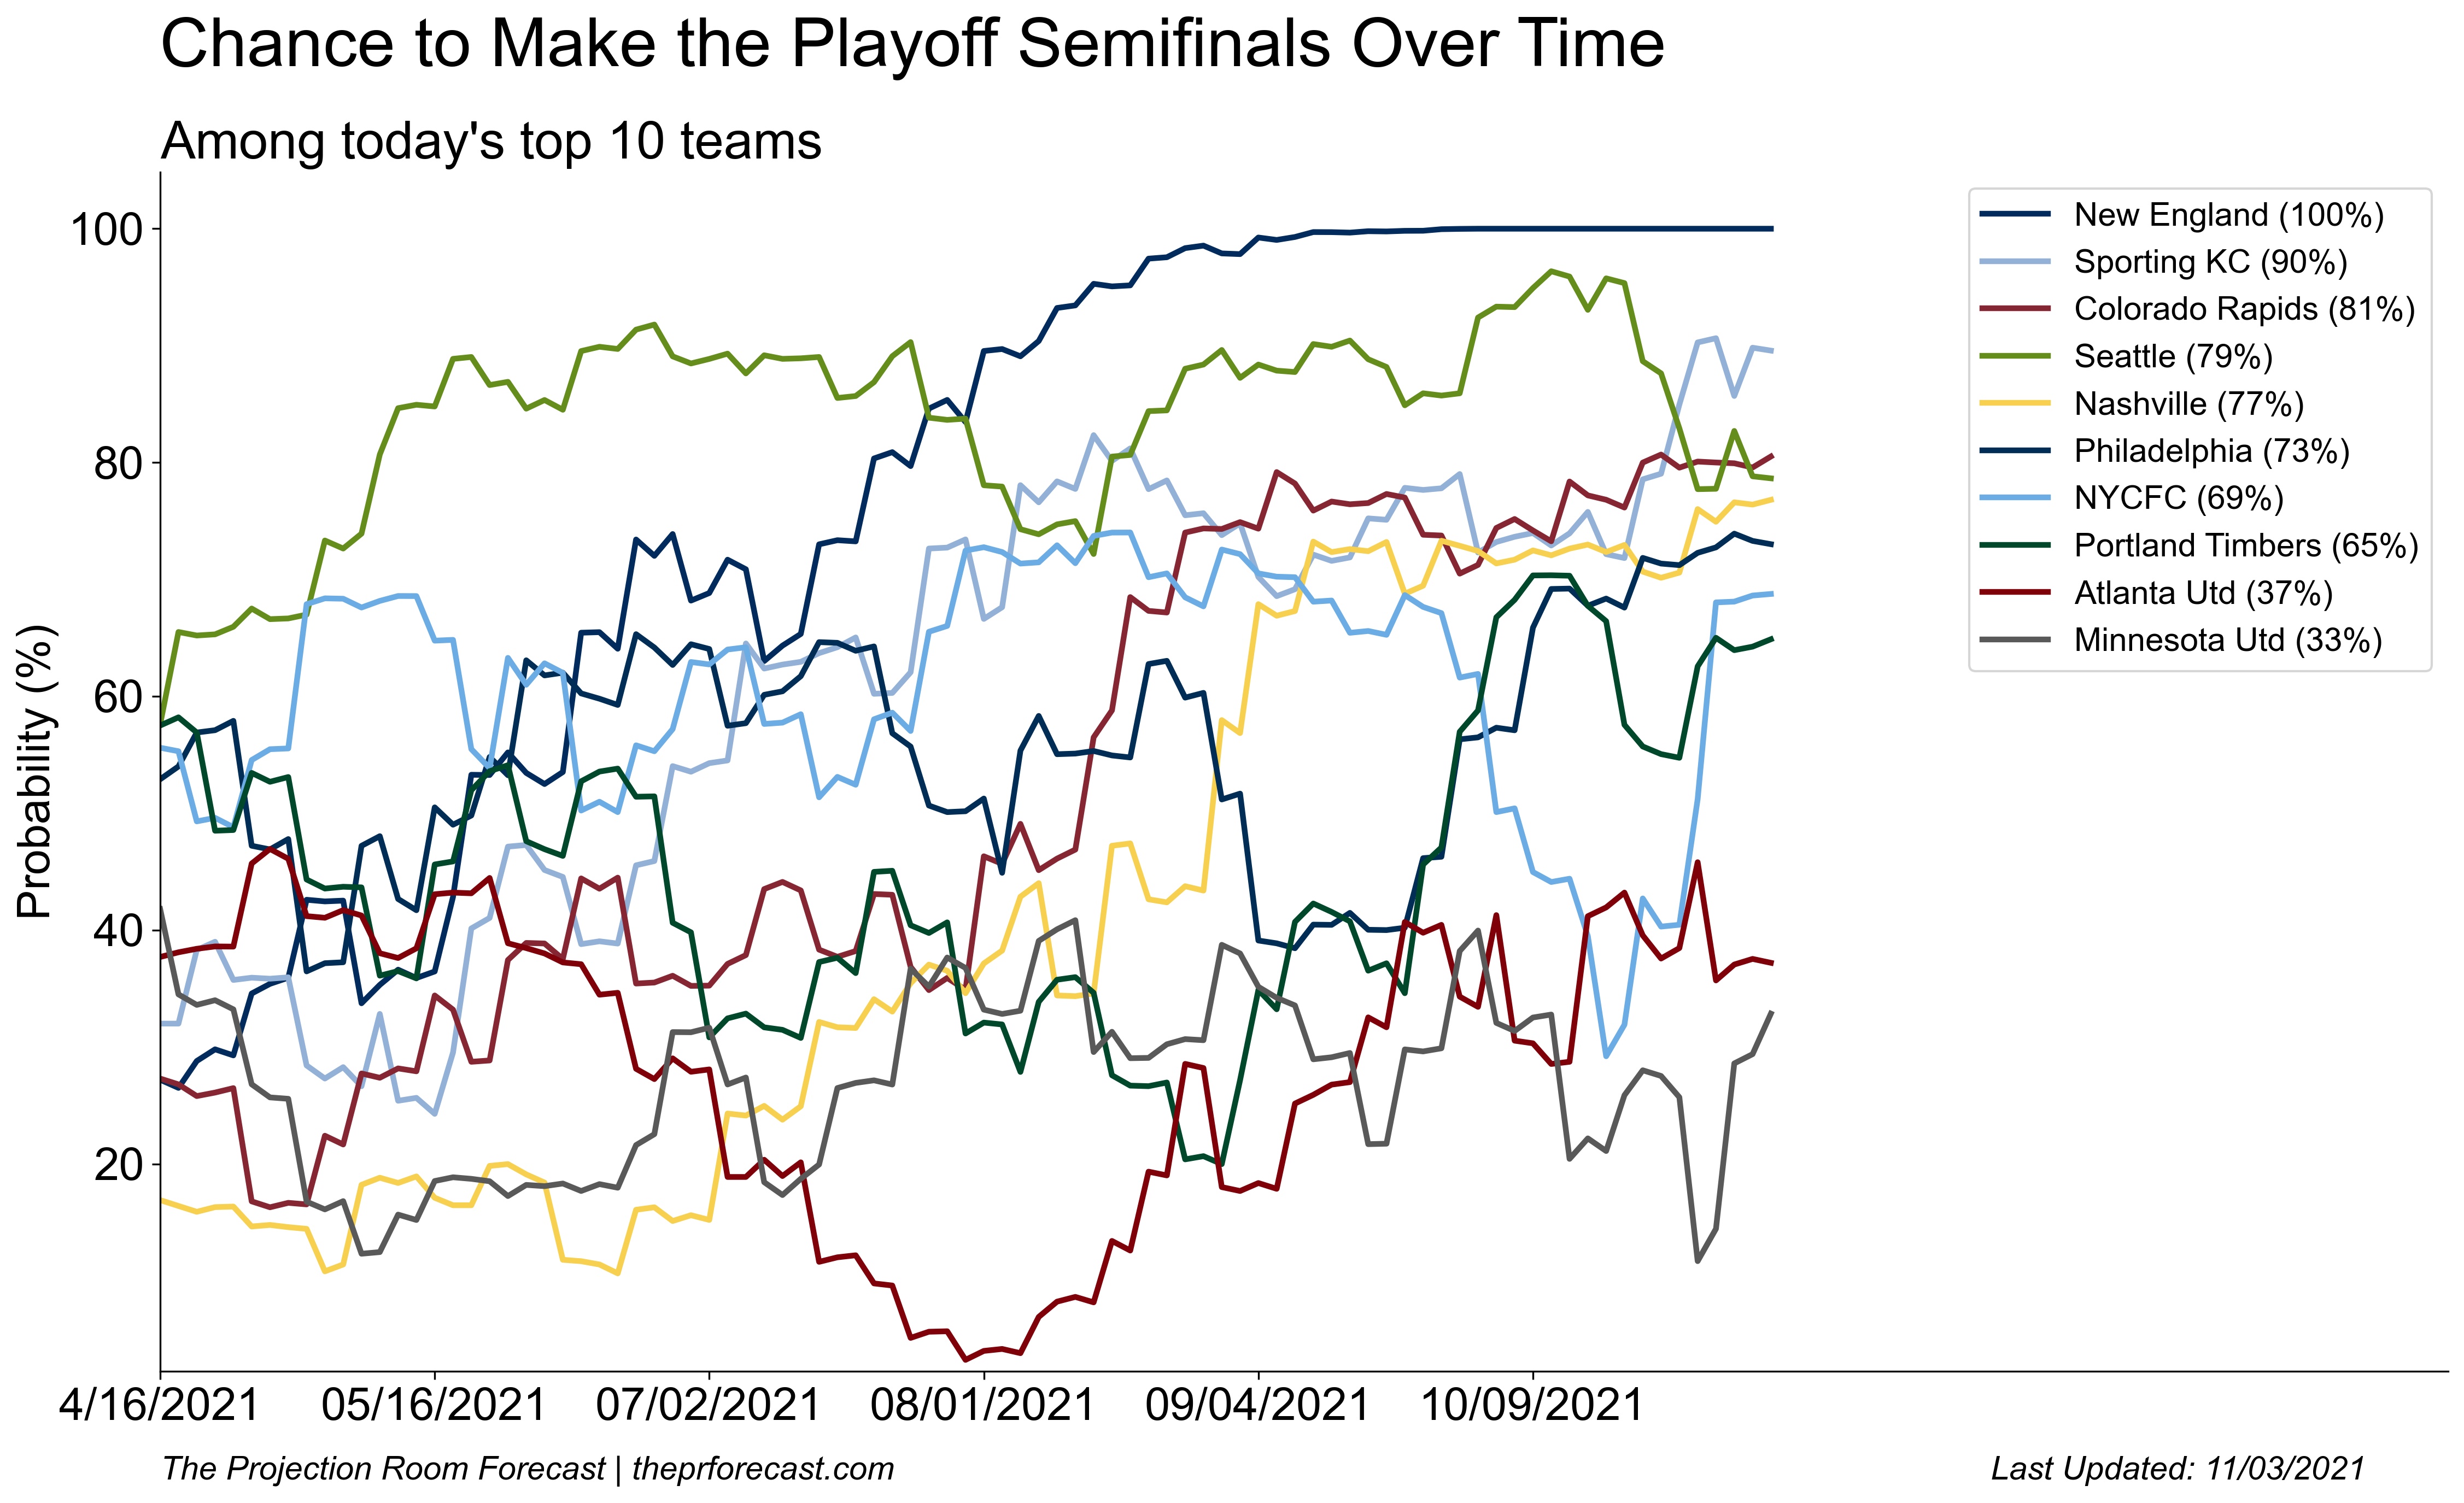 Chance to Make the Playoff Semifinals Over Time
Among today's top 10 teams
Probability (%)
100
80
60
40
20
4/16/2021
05/16/2021
07/02/2021
08/01/2021
09/04/2021
10/09/2021
New England (100%)
Sporting KC (90%)
Colorado Rapids (81%)
Seattle (79%)
Nashville (77%)
Philadelphia (73%)
NYCFC (69%)
Portland Timbers (65%)
Atlanta Utd (37%)
Minnesota Utd (33%)
The Projection Room Forecast | theprforecast.com
Last Updated: 11/03/2021